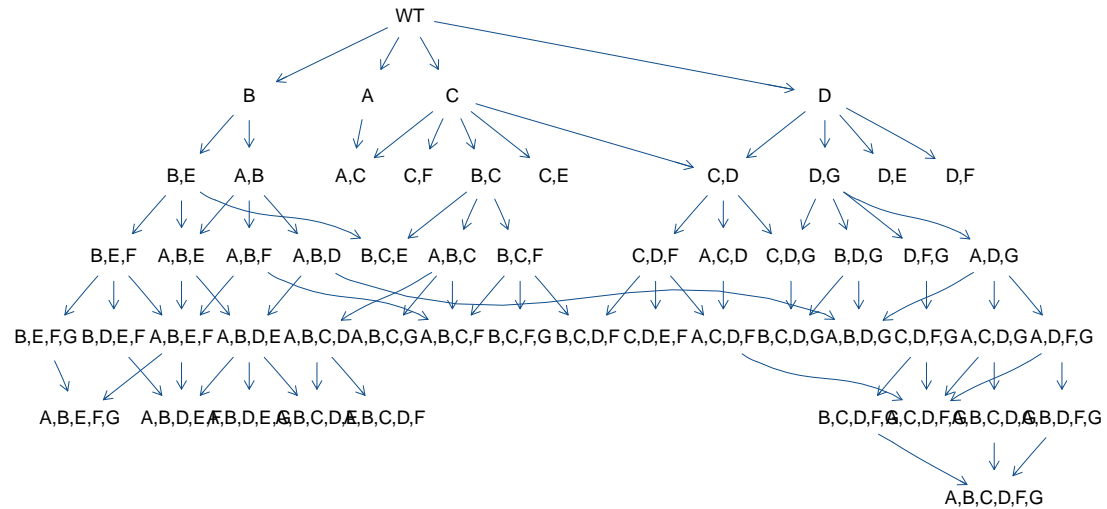 WT
B A C D
B,E A,B A,C C,F B,C C,E C,D D,G D,E D,F
B,E,F A,B,E A,B,F A,B,D B,C,E A,B,C B,C,F C,D,F A,C,D C,D,G B,D,G D,F,G A,D,G
B,E,F,G B,D,E,F A,B,E,F A,B,D,E A,B,C,D A,B,C,G A,B,C,F B,C,F,G B,C,D,F C,D,E,F A,C,D,F B,C,D,G A,B,D,G C,D,F,G A,C,D,G A,D,F,G
A,B,E,F,G A,B,D,E,F A,B,D,E,G A,B,C,D,E A,B,C,D,F B,C,D,F,G A,C,D,F,G A,B,C,D,G A,B,D,F,G
A,B,C,D,F,G